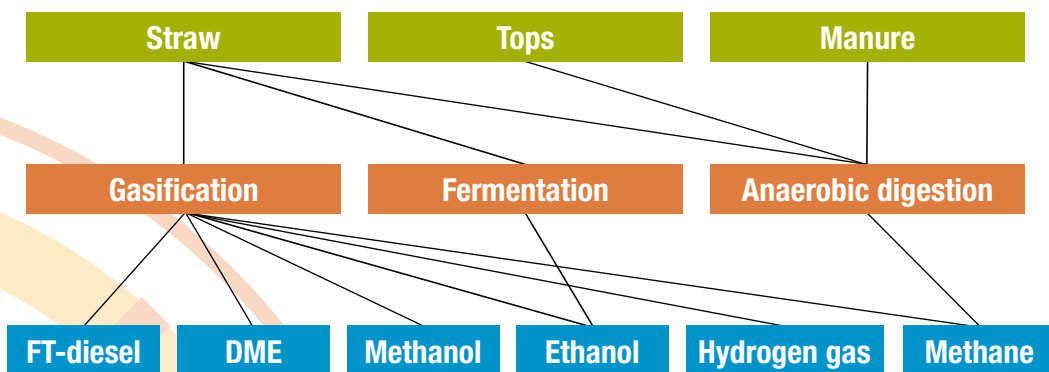 Straw
Tops
Manure
Gasification
Fermentation
Anaerobic digestion
FT-diesel
DME
Methanol
Ethanol
Hydrogen gas
Methane